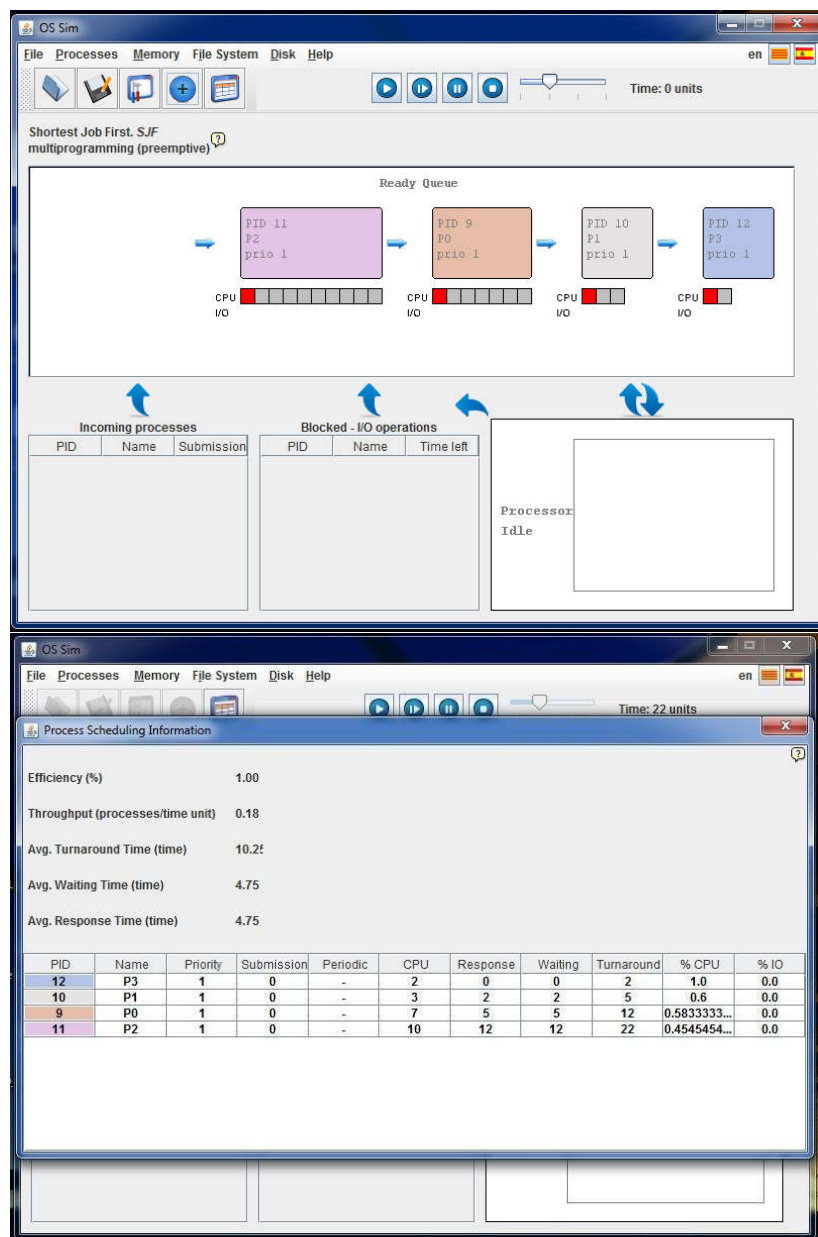 OS Sim
File Processes Memory File System Disk Help en
Time: 0 units
Shortest Job First. SJF
multiprogramming (preemptive)
?
Ready Queue
PID 11 PID 9 PID 10 PID 12
P2 P0 P1 P3
prio 1 prio 1 prio 1 prio 1
CPU CPU CPU CPU
I/O I/O I/O I/O
Incoming processes Blocked - I/O operations
PID Name Submission PID Name Time left
Processor
Idle
OS Sim
File Processes Memory File System Disk Help en
Time: 22 units
Process Scheduling Information
?
Efficiency (%) 1.00
Throughput (processes/time unit) 0.18
Avg. Turnaround Time (time) 10.25
Avg. Waiting Time (time) 4.75
Avg. Response Time (time) 4.75
PID Name Priority Submission Periodic CPU Response Waiting Turnaround % CPU % IO
12 P3 1 0 - 2 0 0 2 1.0 0.0
10 P1 1 0 - 3 2 2 5 0.6 0.0
9 P0 1 0 - 7 5 5 12 0.5833333... 0.0
11 P2 1 0 - 10 12 12 22 0.4545454... 0.0